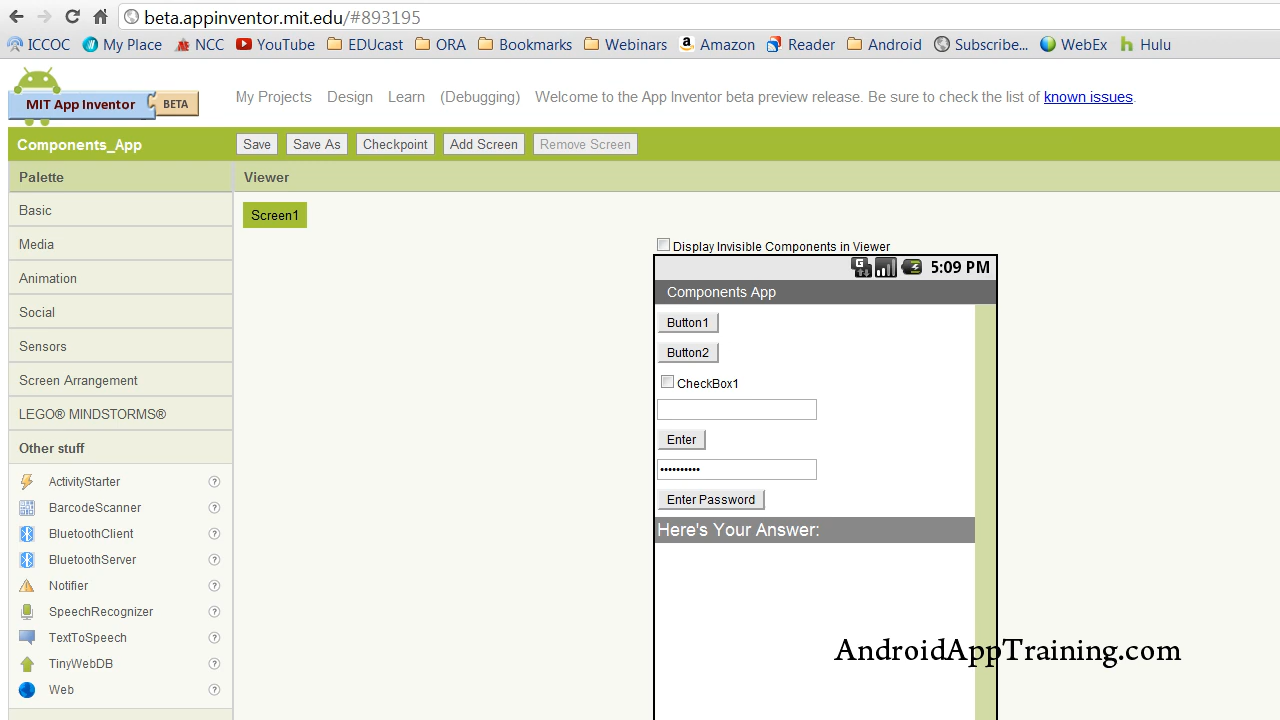 beta.appinventor.mit.edu/#893195
ICCOC My Place NCC YouTube EDUcast ORA Bookmarks Webinars Amazon Reader Android Subscribe... WebEx Hulu
MIT App Inventor BETA
My Projects Design Learn (Debugging) Welcome to the App Inventor beta preview release. Be sure to check the list of known issues.
Components_App
Save Save As Checkpoint Add Screen Remove Screen
Palette
Viewer
Basic
Media
Animation
Social
Sensors
Screen Arrangement
LEGO® MINDSTORMS®
Other stuff
ActivityStarter ?
BarcodeScanner ?
BluetoothClient ?
BluetoothServer ?
Notifier ?
SpeechRecognizer ?
TextToSpeech ?
TinyWebDB ?
Web ?
Screen1
Display Invisible Components in Viewer
G 5:09 PM
Components App
Button1
Button2
CheckBox1
Enter
••••••••••
Enter Password
Here's Your Answer:
AndroidAppTraining.com